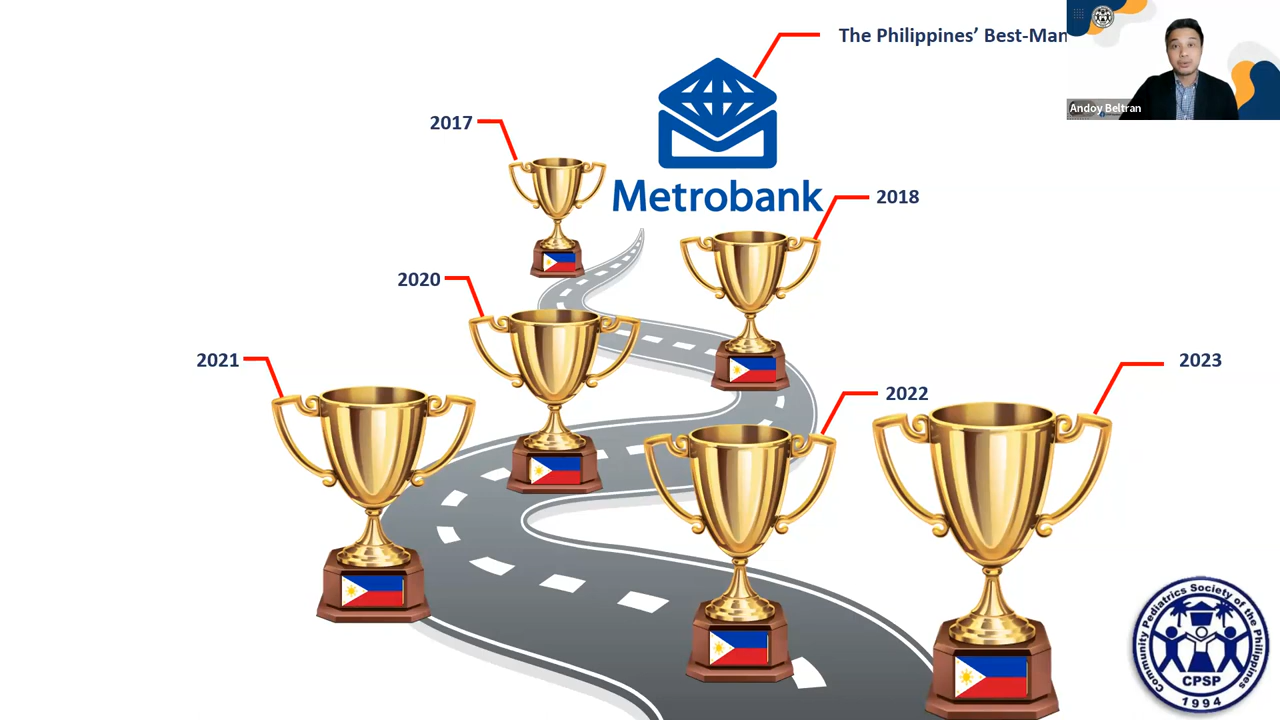 The Philippines' Best-Man
Andoy Beltran
2017
Metrobank
2018
2020
2021
2023
2022
Community Pediatrics Society of the Philippines
CPSP
1994